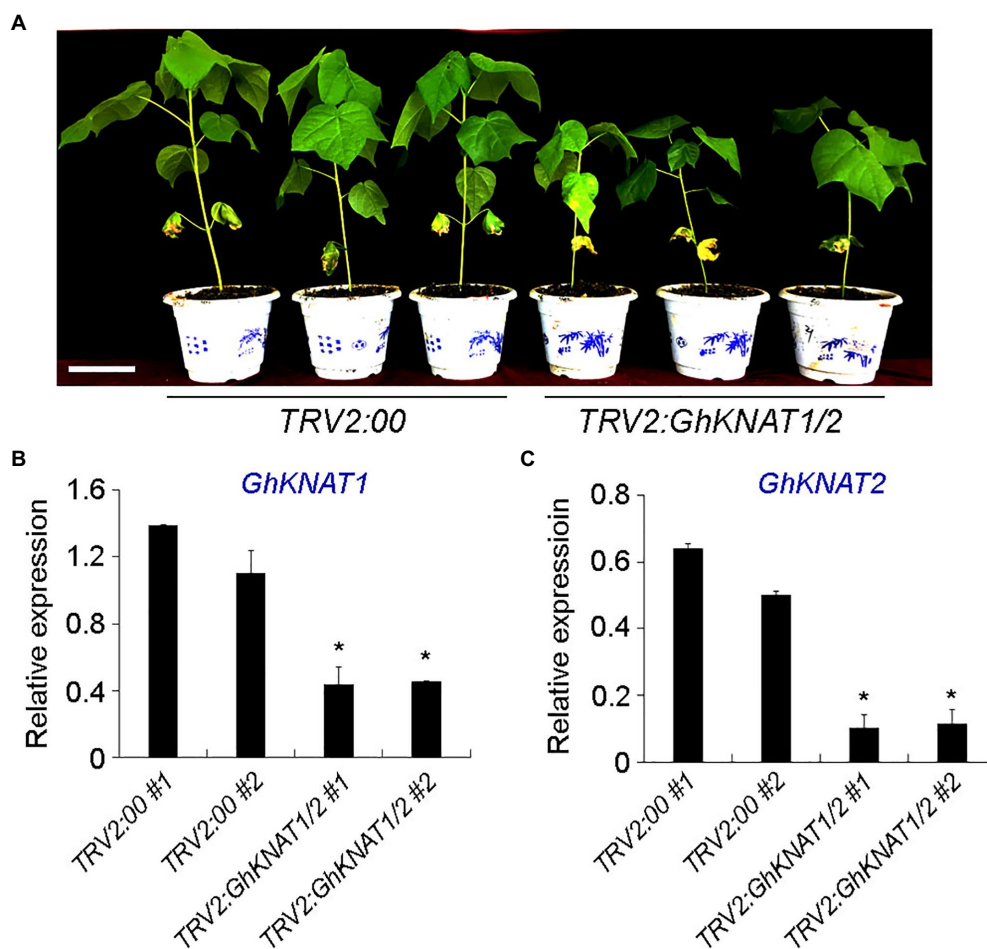 A
TRV2:00
TRV2:GhKNAT1/2
B
GhKNAT1
Relative expression
1.6
1.2
0.8
0.4
0
*
*
TRV2:00 #1
TRV2:00 #2
TRV2:GhKNAT1/2 #1
TRV2:GhKNAT1/2 #2
C
GhKNAT2
Relative expressioin
0.8
0.6
0.4
0.2
0
*
*
TRV2:00 #1
TRV2:00 #2
TRV2:GhKNAT1/2 #1
TRV2:GhKNAT1/2 #2